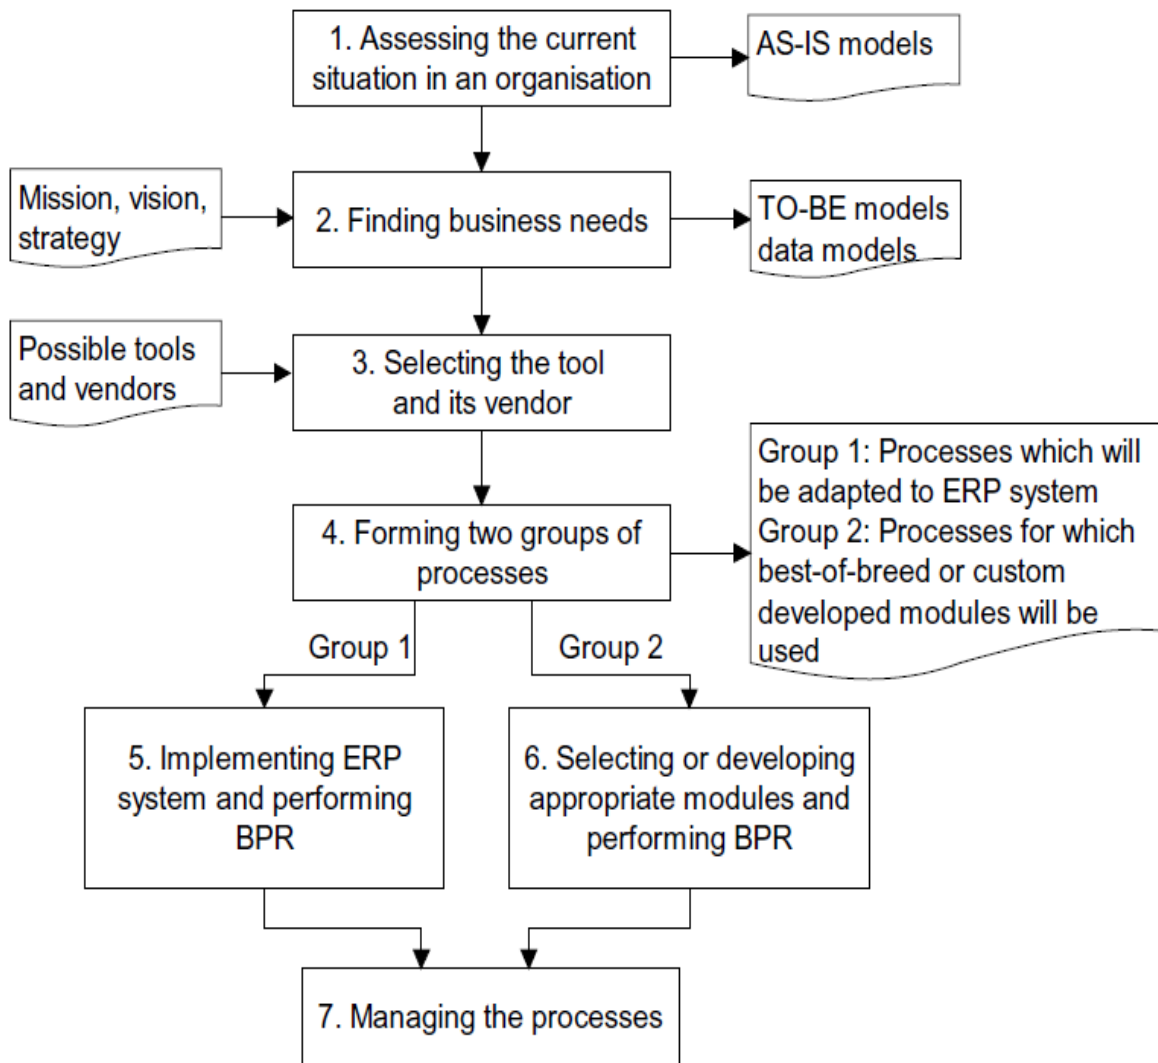 1. Assessing the current
situation in an organisation
AS-IS models
Mission, vision,
strategy
2. Finding business needs
TO-BE models
data models
Possible tools
and vendors
3. Selecting the tool
and its vendor
4. Forming two groups of
processes
Group 1: Processes which will
be adapted to ERP system
Group 2: Processes for which
best-of-breed or custom
developed modules will be
used
Group 1
Group 2
5. Implementing ERP
system and performing
BPR
6. Selecting or developing
appropriate modules and
performing BPR
7. Managing the processes